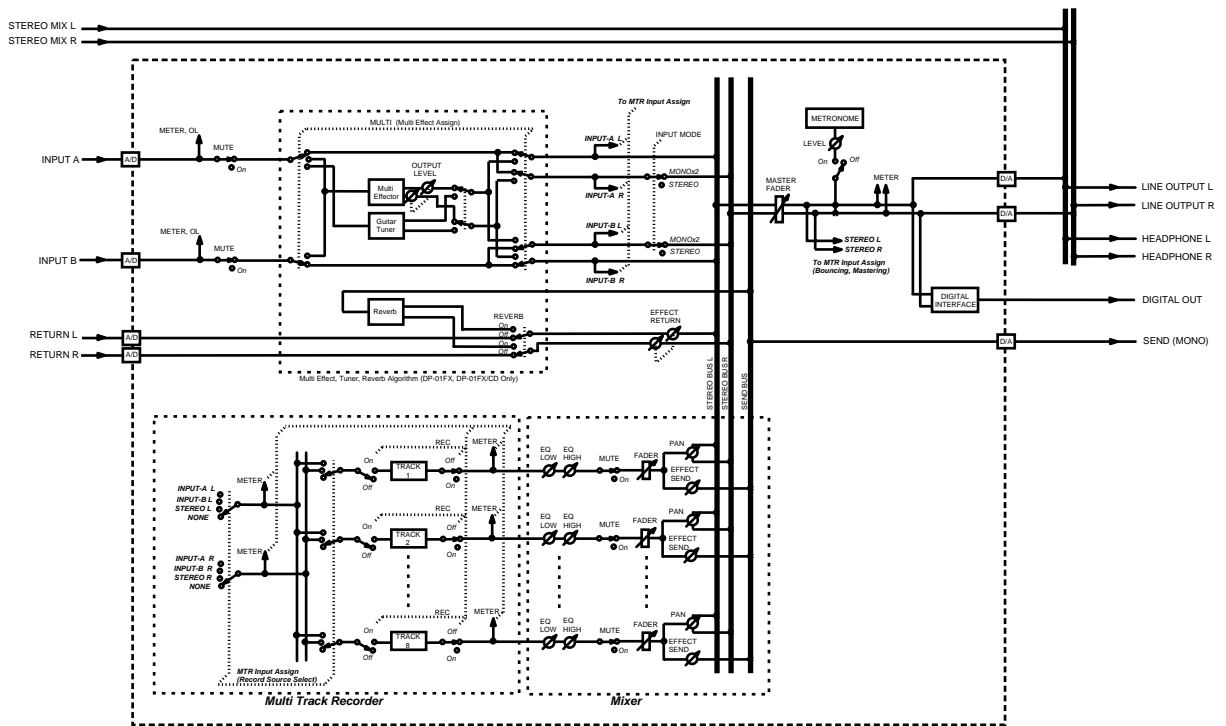 STEREO MIX L
STEREO MIX R
METER, OL
MUTE
On
INPUT A
A/D
MULTI (Multi Effect Assign)
OUTPUT
LEVEL
Multi
Effector
Guitar
Tuner
To MTR Input Assign
INPUT-A L
INPUT MODE
MONOx2
STEREO
INPUT-A R
INPUT-B L
MONOx2
STEREO
INPUT-B R
METER, OL
MUTE
On
INPUT B
A/D
METRONOME
LEVEL
On
Off
MASTER
FADER
METER
D/A
D/A
LINE OUTPUT L
LINE OUTPUT R
HEADPHONE L
HEADPHONE R
STEREO L
STEREO R
To MTR Input Assign
(Bouncing, Mastering)
DIGITAL
INTERFACE
DIGITAL OUT
Reverb
REVERB
On
Off
On
Off
EFFECT
RETURN
RETURN L
A/D
RETURN R
A/D
D/A
SEND (MONO)
Multi Effect, Tuner, Reverb Algorithm (DP-01FX, DP-01FX/CD Only)
STEREO BUS L
STEREO BUS R
SEND BUS
REC
METER
On
Off
TRACK
1
Off
On
EQ
LOW
EQ
HIGH
MUTE
On
FADER
PAN
EFFECT
SEND
INPUT-A L
INPUT-B L
STEREO L
NONE
METER
REC
METER
On
Off
TRACK
2
Off
On
EQ
LOW
EQ
HIGH
MUTE
On
FADER
PAN
EFFECT
SEND
INPUT-A R
INPUT-B R
STEREO R
NONE
METER
REC
METER
On
Off
TRACK
8
Off
On
EQ
LOW
EQ
HIGH
MUTE
On
FADER
PAN
EFFECT
SEND
MTR Input Assign
(Record Source Select)
Multi Track Recorder
Mixer